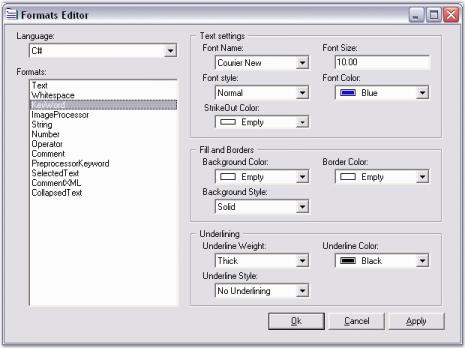 Formats Editor
Language:
C#
Formats:
Text
Whitespace
KeyWord
ImageProcessor
String
Number
Operator
Comment
PreprocessorKeyword
SelectedText
CommentXML
CollapsedText
Text settings
Font Name: Font Size:
Courier New 10.00
Font style: Font Color:
Normal Blue
StrikeOut Color:
Empty
Fill and Borders
Background Color: Border Color:
Empty Empty
Background Style:
Solid
Underlining
Underline Weight: Underline Color:
Thick Black
Underline Style:
No Underlining
Ok Cancel Apply